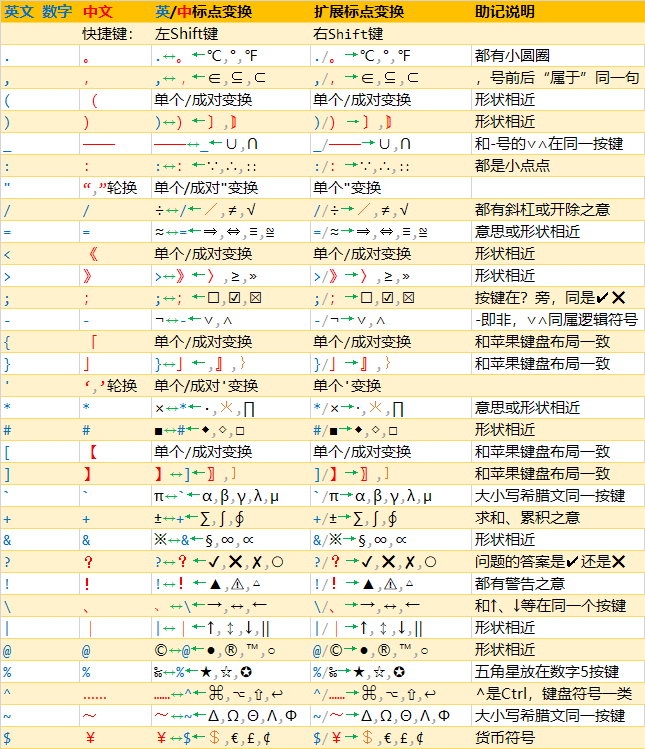 英文 数字 中文 英/中标点变换 扩展标点变换 助记说明
快捷键： 左Shift键 右Shift键
. 。 .↔。←℃,°,℉ ./。→℃,°,℉ 都有小圆圈
, ， ,↔，←∈,⊆,⊂ ,/，→∈,⊆,⊂ ，号前后“属于”同一句
( （ 单个/成对变换 单个/成对变换 形状相近
) ） )↔）←〕,⦘ )/）→〕,⦘ 形状相近
_ —— ——↔_←∪,∩ _/——→∪,∩ 和-号的∨∧在同一按键
: ： :↔：←∵,∴,∷ :/：→∵,∴,∷ 都是小点点
" “,”轮换 单个/成对"变换 单个"变换
/ / ÷↔/←／,≠,√ //÷→／,≠,√ 都有斜杠或开除之意
= = ≈↔=←⇒,⇔,≡,≌ =/≈→⇒,⇔,≡,≌ 意思或形状相近
< 《 单个/成对变换 单个/成对变换 形状相近
> 》 >↔》←〉,≥,» >/》→〉,≥,» 形状相近
; ； ;↔；←☐,☑,☒ ;/；→☐,☑,☒ 按键在？旁，同是✔✖
- - ¬↔-←∨,∧ -/¬→∨,∧ -即非，∨∧同属逻辑符号
{ 「 单个/成对变换 单个/成对变换 和苹果键盘布局一致
} 」 }↔」←』,｝ }/」→』,｝ 和苹果键盘布局一致
' ‘,’轮换 单个/成对'变换 单个'变换
* * ×↔*←·,＊,∏ */×→·,＊,∏ 意思或形状相近
# # ■↔#←◆,◇,□ #/■→◆,◇,□ 形状相近
[ 【 单个/成对变换 单个/成对变换 和苹果键盘布局一致
] 】 】↔]←〗,］ ]/】→〗,］ 和苹果键盘布局一致
` ` π↔`←α,β,γ,λ,μ `/π→α,β,γ,λ,μ 大小写希腊文同一按键
+ + ±↔+←∑,∫,∮ +/±→∑,∫,∮ 求和、累积之意
& & ※↔&←§,∞,∝ &/※→§,∞,∝ 形状相近
? ？ ?↔？←✓,✖,✗,○ ?/？→✓,✖,✗,○ 问题的答案是✔还是✖
! ！ !↔！←▲,⚠,▵ !/！→▲,⚠,▵ 都有警告之意
\ 、 、↔\←→,↔,← \/、→→,↔,← 和↑、↓等在同一个按键
| ｜ |↔｜←↑,↕,↓,‖ |/｜→↑,↕,↓,‖ 形状相近
@ @ ©↔@←●,®,™,○ @/©→●,®,™,○ 形状相近
% % ‰↔%←★,☆,✪ %/‰→★,☆,✪ 五角星放在数字5按键
^ …… ……↔^←⌘,⌥,⇧,↩ ^/……→⌘,⌥,⇧,↩ ^是Ctrl，键盘符号一类
~ ～ ～↔~←Δ,Ω,Θ,Λ,Φ ~/～→Δ,Ω,Θ,Λ,Φ 大小写希腊文同一按键
$ ￥ ￥↔$←＄,€,£,¢ $/￥→＄,€,£,¢ 货币符号